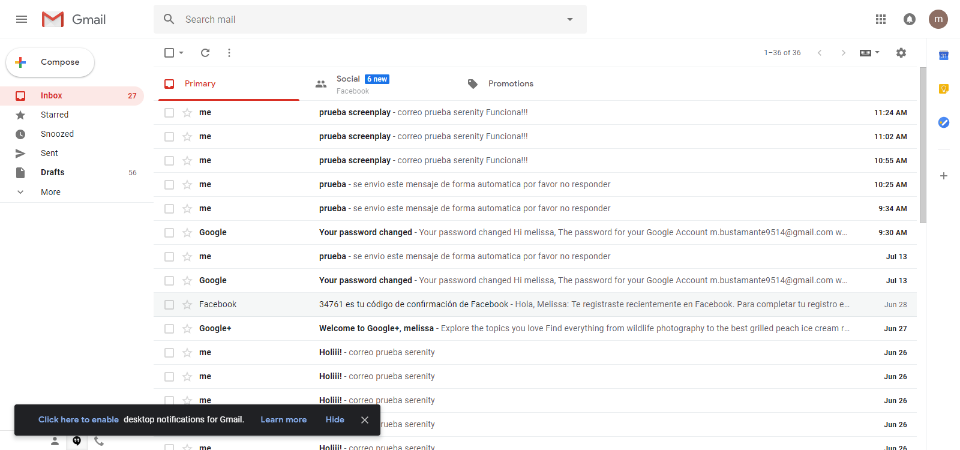 Gmail
Search mail
m
Compose
1–36 of 36
31
Primary
Social 6 new
Facebook
Promotions
Inbox 27
Starred
Snoozed
Sent
Drafts 56
More
me prueba screenplay - correo prueba serenity Funciona!!! 11:24 AM
me prueba screenplay - correo prueba serenity Funciona!!! 11:02 AM
me prueba screenplay - correo prueba serenity Funciona!!! 10:55 AM
me prueba - se envio este mensaje de forma automatica por favor no responder 10:25 AM
me prueba - se envio este mensaje de forma automatica por favor no responder 9:34 AM
Google Your password changed - Your password changed Hi melissa, The password for your Google Account m.bustamante9514@gmail.com w... 9:30 AM
me prueba - se envio este mensaje de forma automatica por favor no responder Jul 13
Google Your password changed - Your password changed Hi melissa, The password for your Google Account m.bustamante9514@gmail.com w... Jul 13
Facebook 34761 es tu código de confirmación de Facebook - Hola, Melissa: Te registraste recientemente en Facebook. Para completar tu registro e... Jun 28
Google+ Welcome to Google+, melissa - Explore the topics you love Find everything from wildlife photography to the best grilled peach ice cream r... Jun 27
me Holiii! - correo prueba serenity Jun 26
me Holiii! - correo prueba serenity Jun 26
me Holiii! - correo prueba serenity Jun 26
correo prueba serenity Jun 26
me Holiii! - correo prueba serenity Jun 26
Click here to enable desktop notifications for Gmail. Learn more Hide